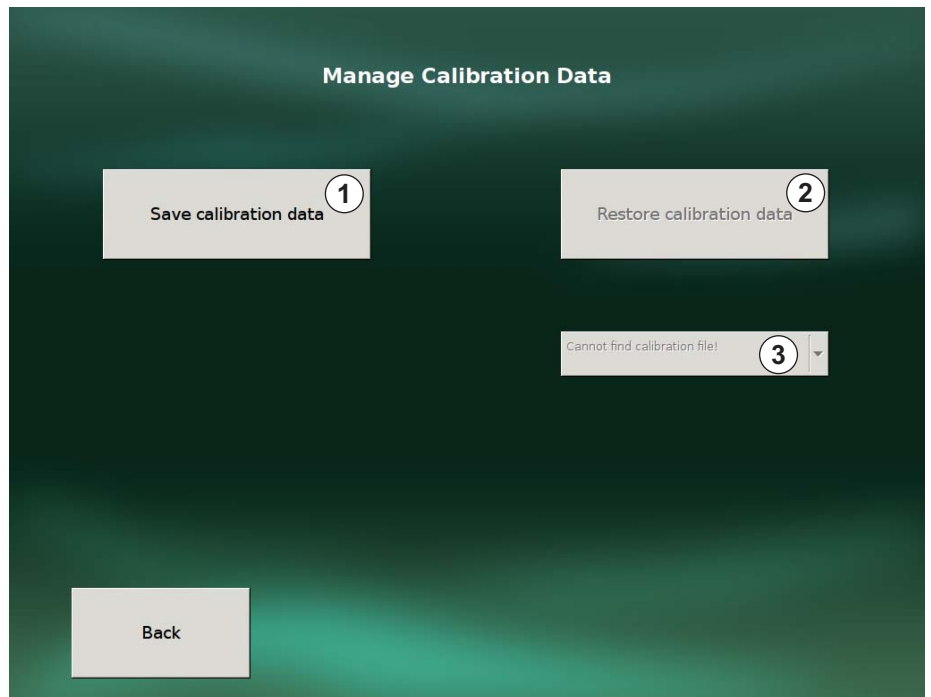 Manage Calibration Data
Save calibration data 1
Restore calibration data 2
Cannot find calibration file! 3
Back